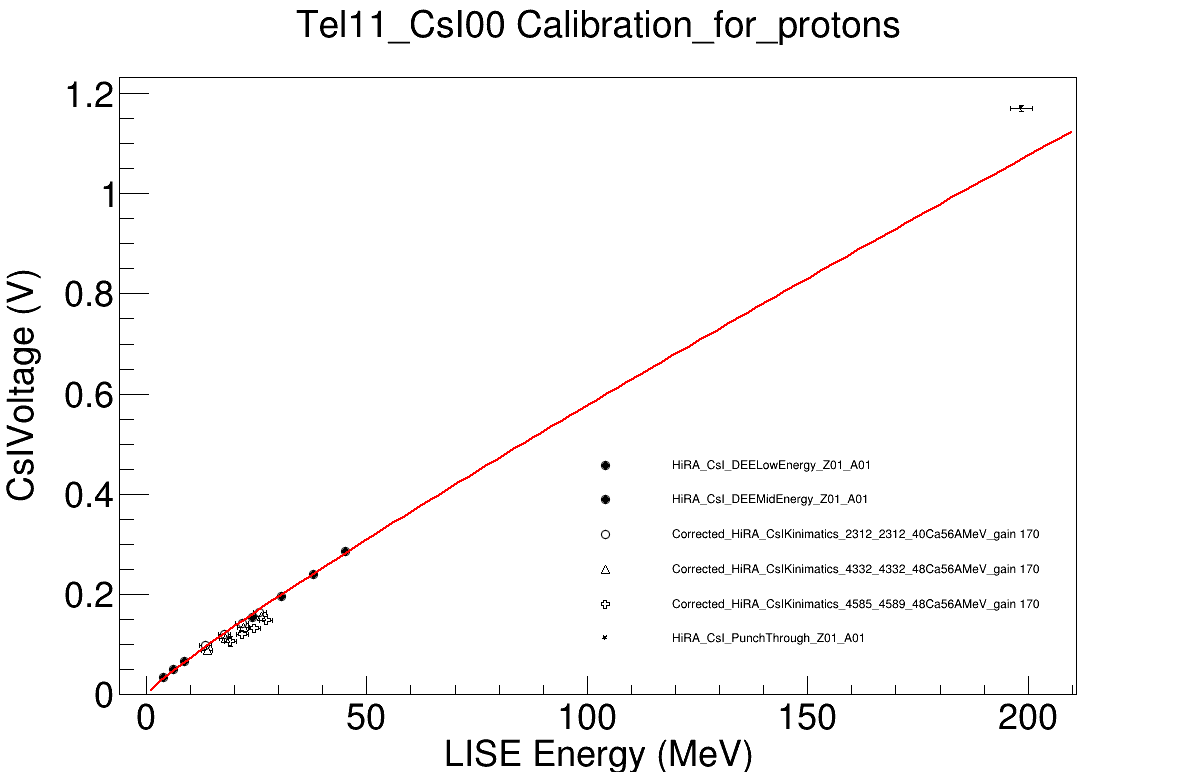 Tel11_CsI00 Calibration_for_protons
1.2
1
0.8
0.6
0.4
0.2
0
CsIVoltage (V)
HiRA_CsI_DEELowEnergy_Z01_A01
HiRA_CsI_DEEMidEnergy_Z01_A01
Corrected_HiRA_CsIKinimatics_2312_2312_40Ca56AMeV_gain 170
Corrected_HiRA_CsIKinimatics_4332_4332_48Ca56AMeV_gain 170
Corrected_HiRA_CsIKinimatics_4585_4589_48Ca56AMeV_gain 170
HiRA_CsI_PunchThrough_Z01_A01
0 50 100 150 200
LISE Energy (MeV)